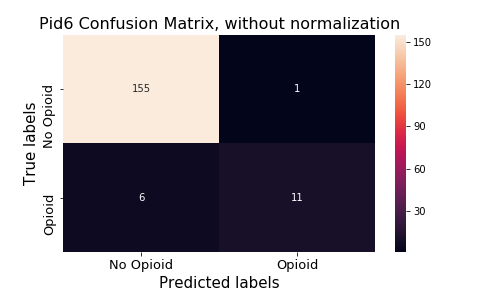 Pid6 Confusion Matrix, without normalization
True labels
No Opioid
Opioid
155
1
6
11
No Opioid
Opioid
Predicted labels
150
120
90
60
30